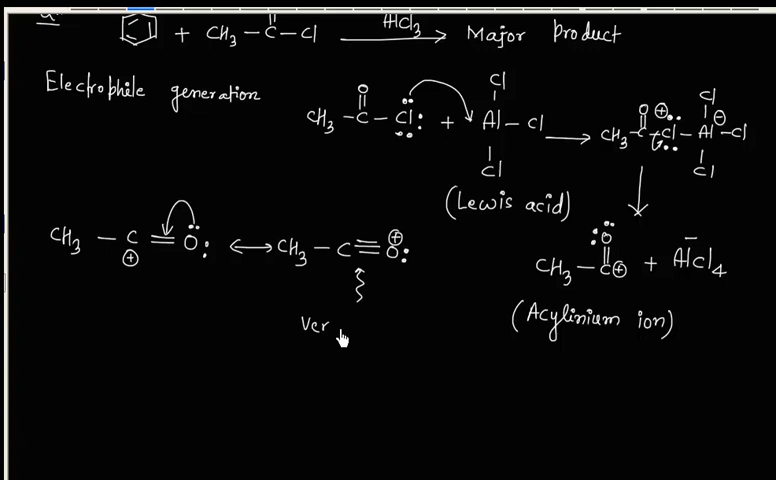 + CH3 – C – Cl AlCl3 Major product
Electrophile generation
O
CH3 – C – Cl: + Al – Cl
Cl
Cl
O ⊕ Cl
CH3 – C – Cl – Al – Cl ⊖
Cl
(Lewis acid)
CH3 – C = O: ↔ CH3 – C ≡ O:
⊕ ⊕
:O:
CH3 – C⊕ + AlCl4 –
(Acylinium ion)
Ver